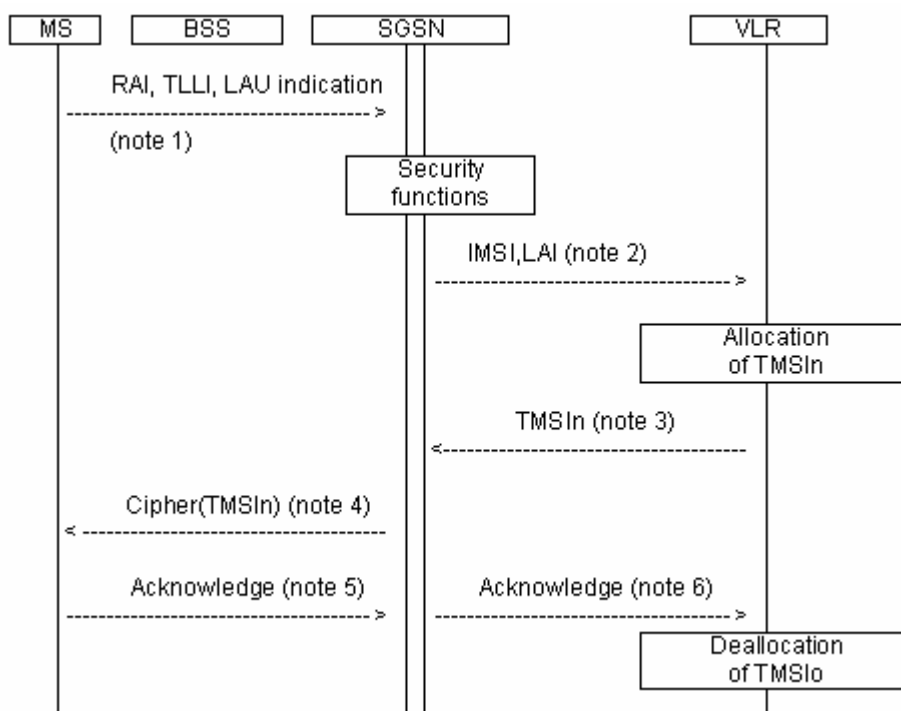 MS BSS SGSN VLR
RAI, TLLI, LAU indication
(note 1)
Security
functions
IMSI,LAI (note 2)
Allocation
of TMSIn
TMSIn (note 3)
Cipher(TMSIn) (note 4)
Acknowledge (note 5) Acknowledge (note 6)
Deallocation
of TMSIo